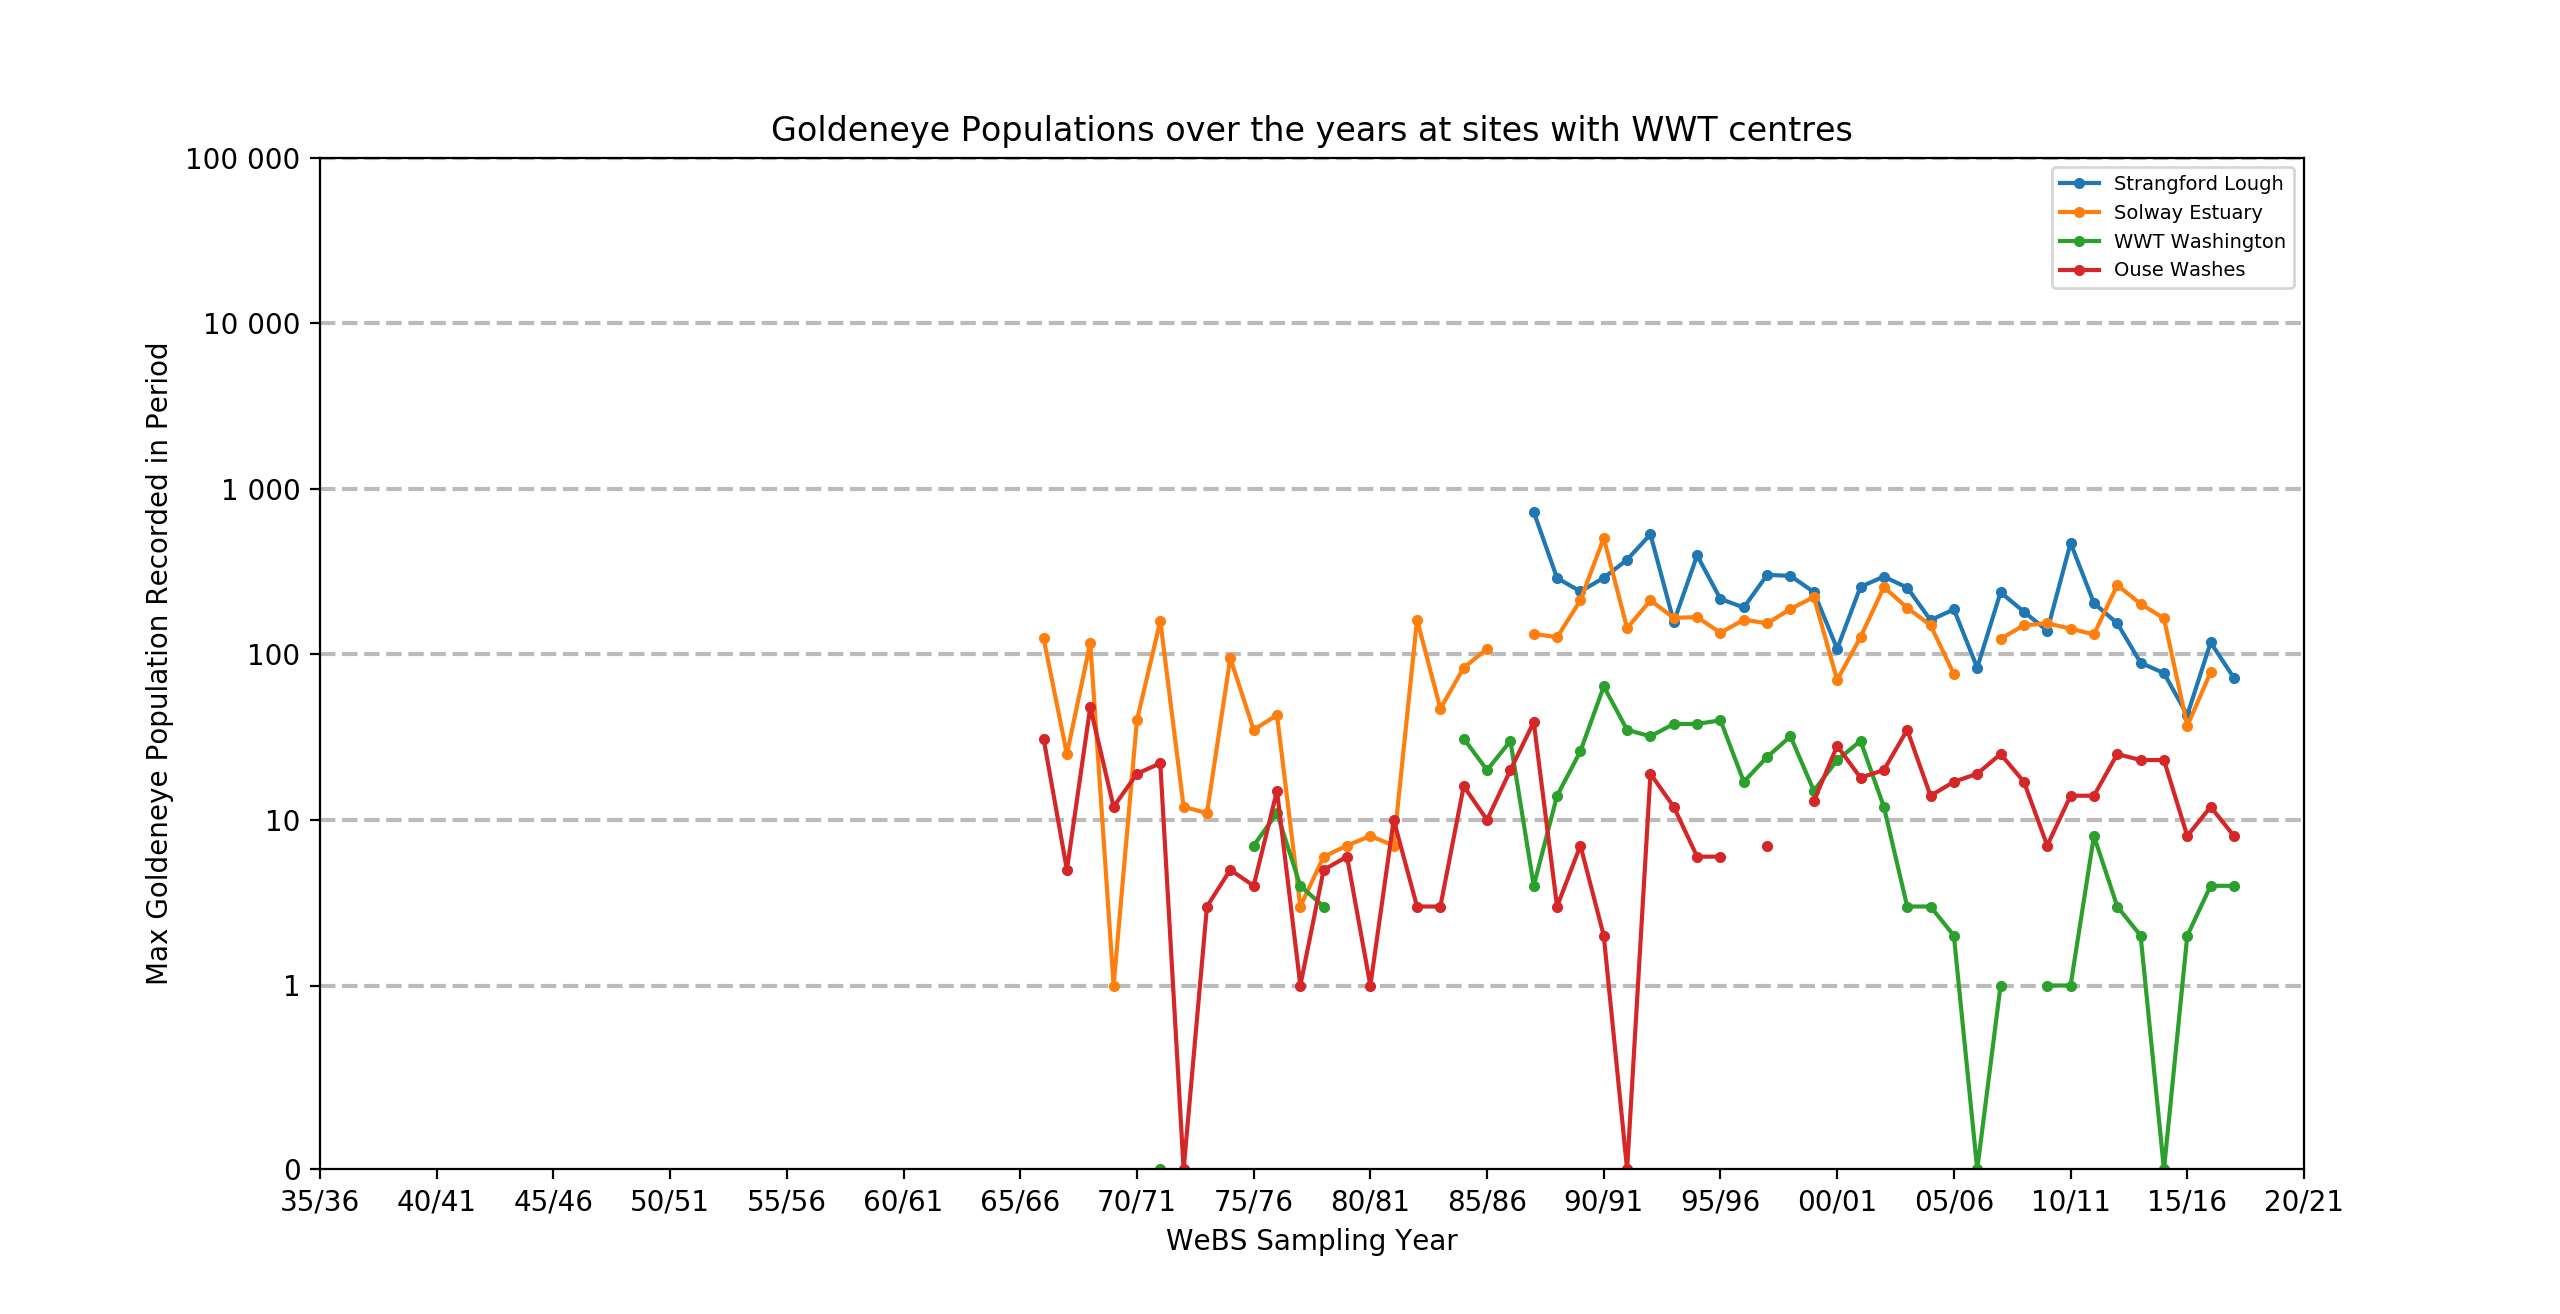 Goldeneye Populations over the years at sites with WWT centres
100 000
10 000
1 000
100
10
1
0
Max Goldeneye Population Recorded in Period
Strangford Lough
Solway Estuary
WWT Washington
Ouse Washes
35/36 40/41 45/46 50/51 55/56 60/61 65/66 70/71 75/76 80/81 85/86 90/91 95/96 00/01 05/06 10/11 15/16 20/21
WeBS Sampling Year